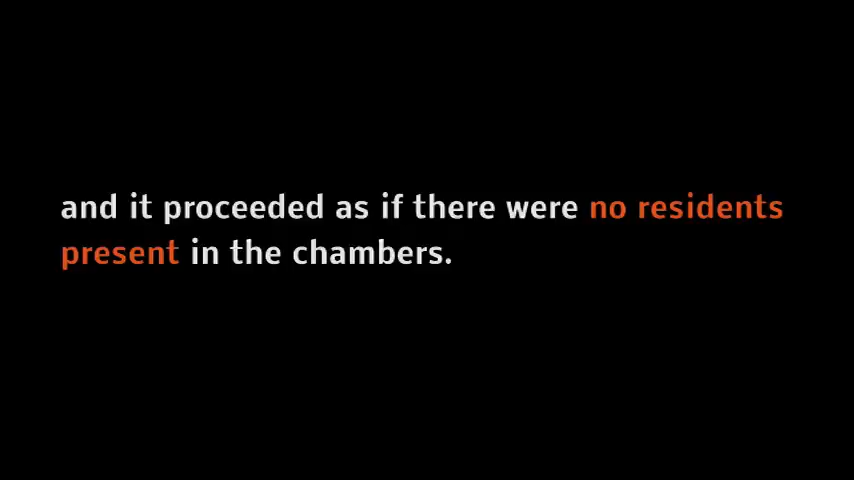 and it proceeded as if there were no residents
present in the chambers.